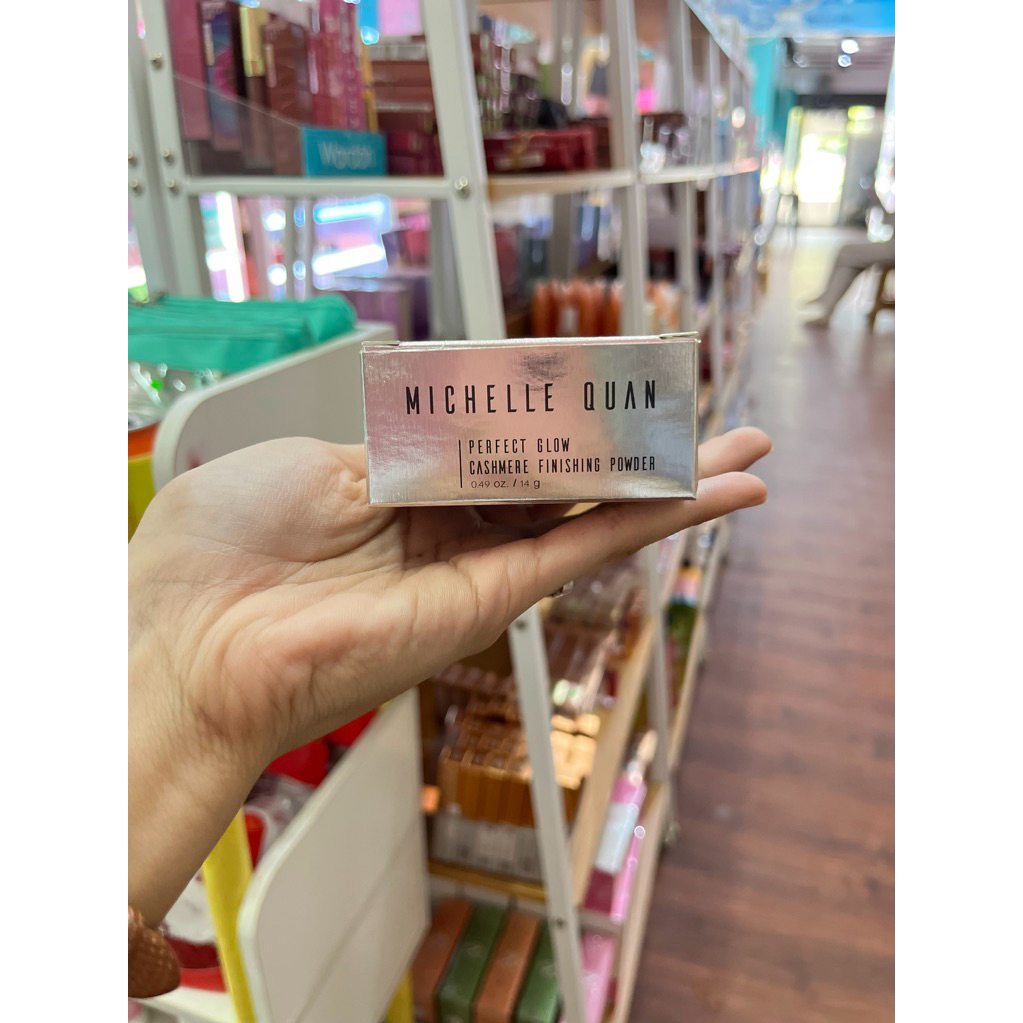 MICHELLE QUAN
PERFECT GLOW
CASHMERE FINISHING POWDER
0.49 oz. / 14 g